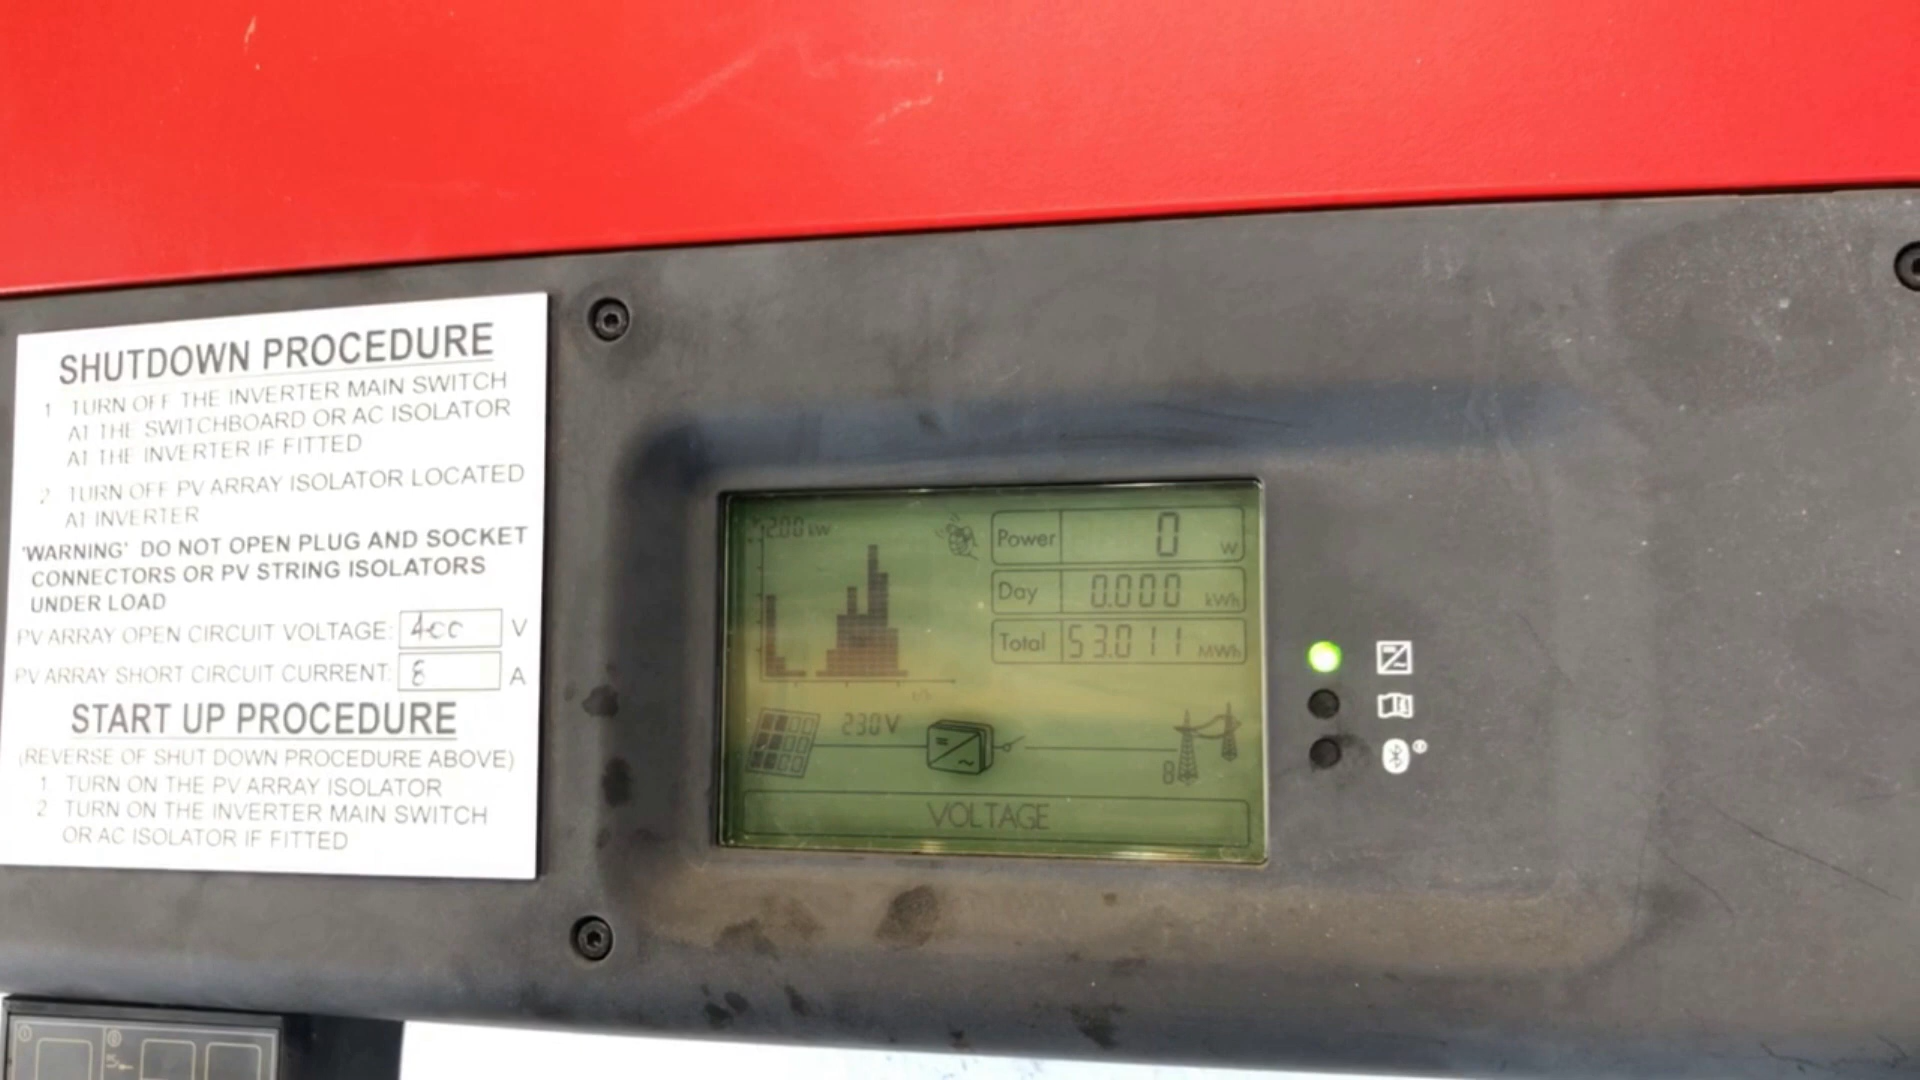 SHUTDOWN PROCEDURE
1 TURN OFF THE INVERTER MAIN SWITCH
AT THE SWITCHBOARD OR AC ISOLATOR
AT THE INVERTER IF FITTED
2 TURN OFF PV ARRAY ISOLATOR LOCATED
AT INVERTER
'WARNING' DO NOT OPEN PLUG AND SOCKET
CONNECTORS OR PV STRING ISOLATORS
UNDER LOAD
PV ARRAY OPEN CIRCUIT VOLTAGE: 400 V
PV ARRAY SHORT CIRCUIT CURRENT: 8 A
START UP PROCEDURE
(REVERSE OF SHUT DOWN PROCEDURE ABOVE)
1 TURN ON THE PV ARRAY ISOLATOR
2 TURN ON THE INVERTER MAIN SWITCH
OR AC ISOLATOR IF FITTED
2.00 kW
Power 0 W
Day 0.000 kWh
Total 53.011 MWh
230V
8
VOLTAGE